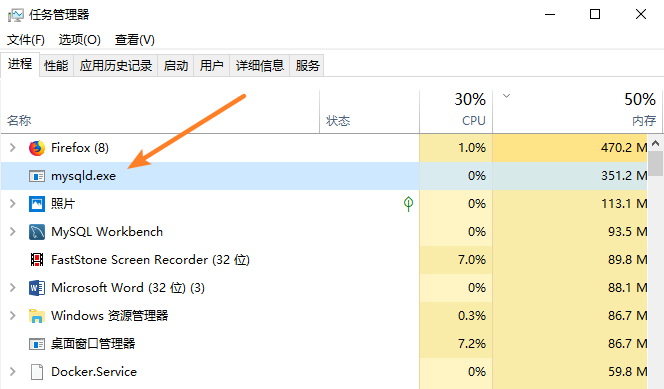 任务管理器
文件(F) 选项(O) 查看(V)
进程 性能 应用历史记录 启动 用户 详细信息 服务
30% 50%
名称 状态 CPU 内存
Firefox (8) 1.0% 470.2 M
mysqld.exe 0% 351.2 M
照片 0% 113.1 M
MySQL Workbench 0% 93.5 M
FastStone Screen Recorder (32 位) 7.0% 89.8 M
Microsoft Word (32 位) (3) 0% 88.1 M
Windows 资源管理器 0.3% 86.7 M
桌面窗口管理器 7.2% 86.7 M
Docker.Service 0% 59.8 M